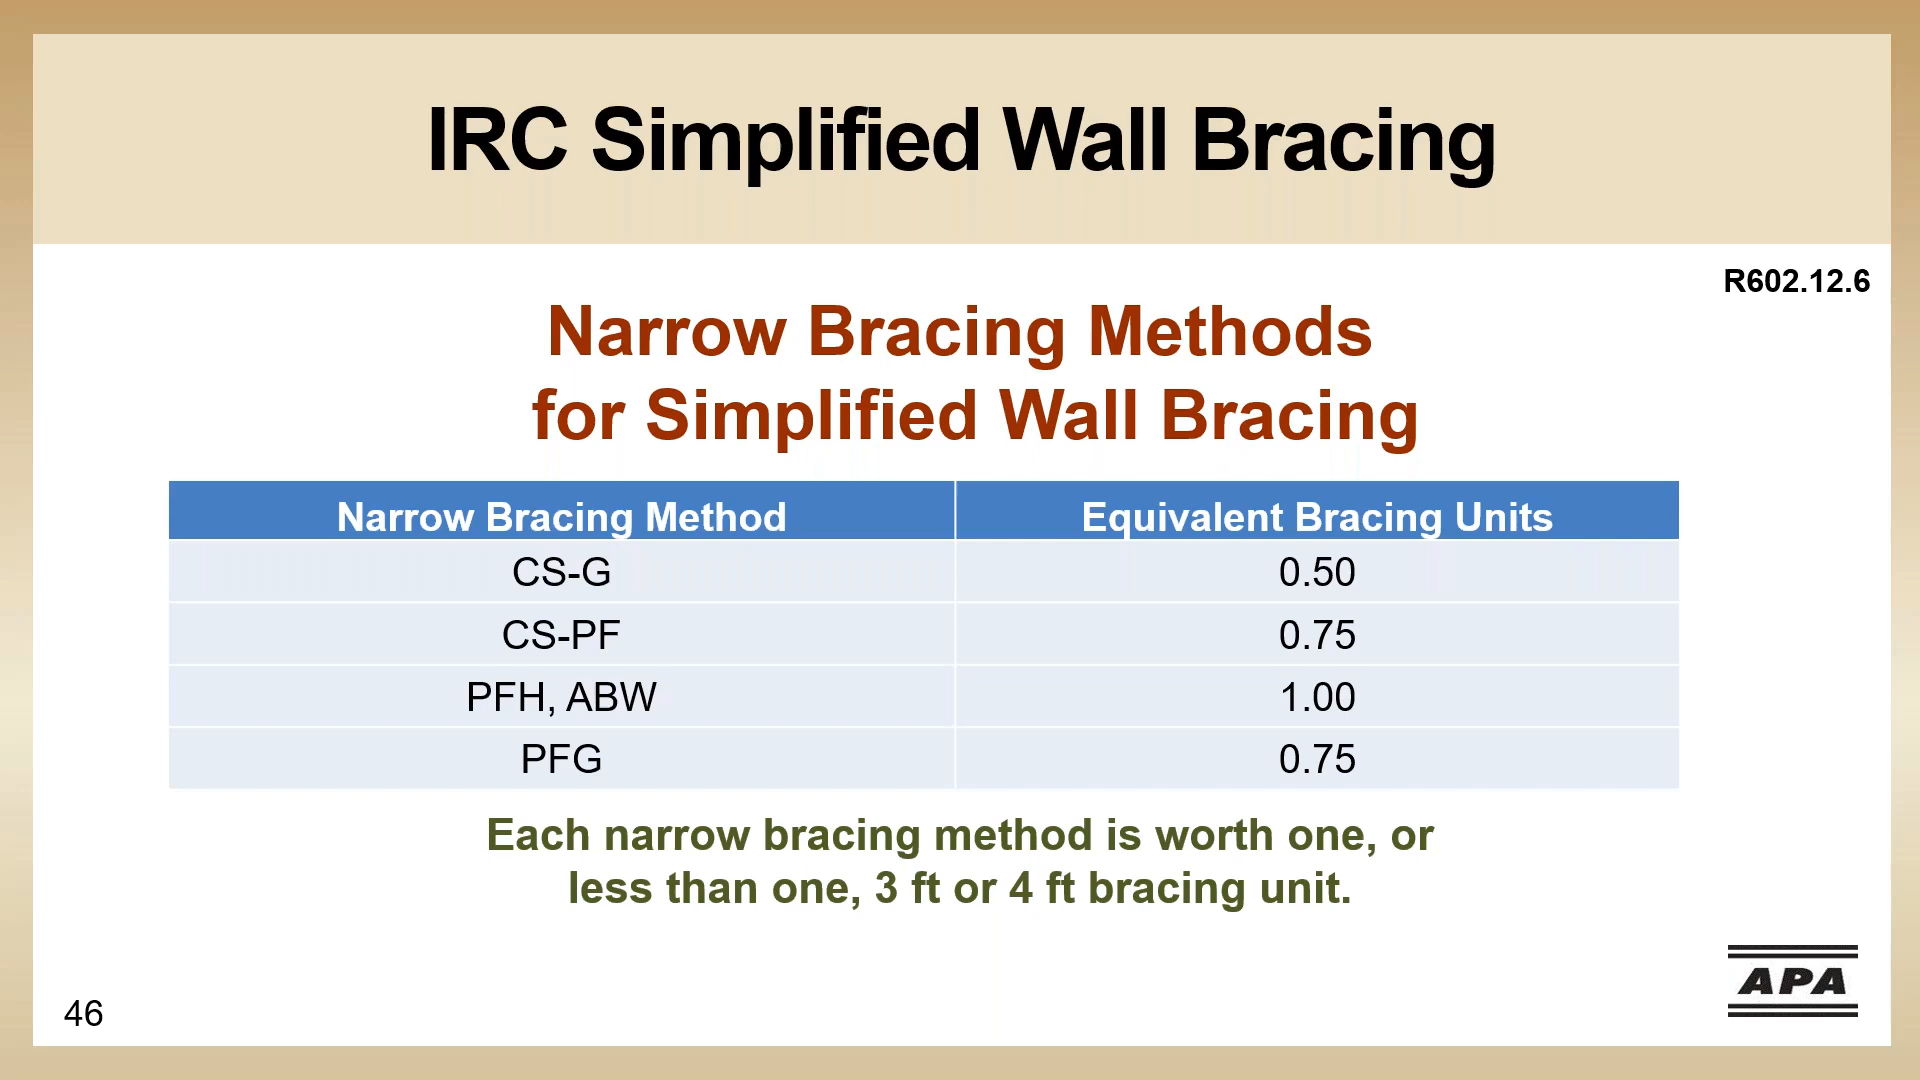 IRC Simplified Wall Bracing
R602.12.6
Narrow Bracing Methods
for Simplified Wall Bracing
Narrow Bracing Method Equivalent Bracing Units
CS-G 0.50
CS-PF 0.75
PFH, ABW 1.00
PFG 0.75
Each narrow bracing method is worth one, or
less than one, 3 ft or 4 ft bracing unit.
APA
46